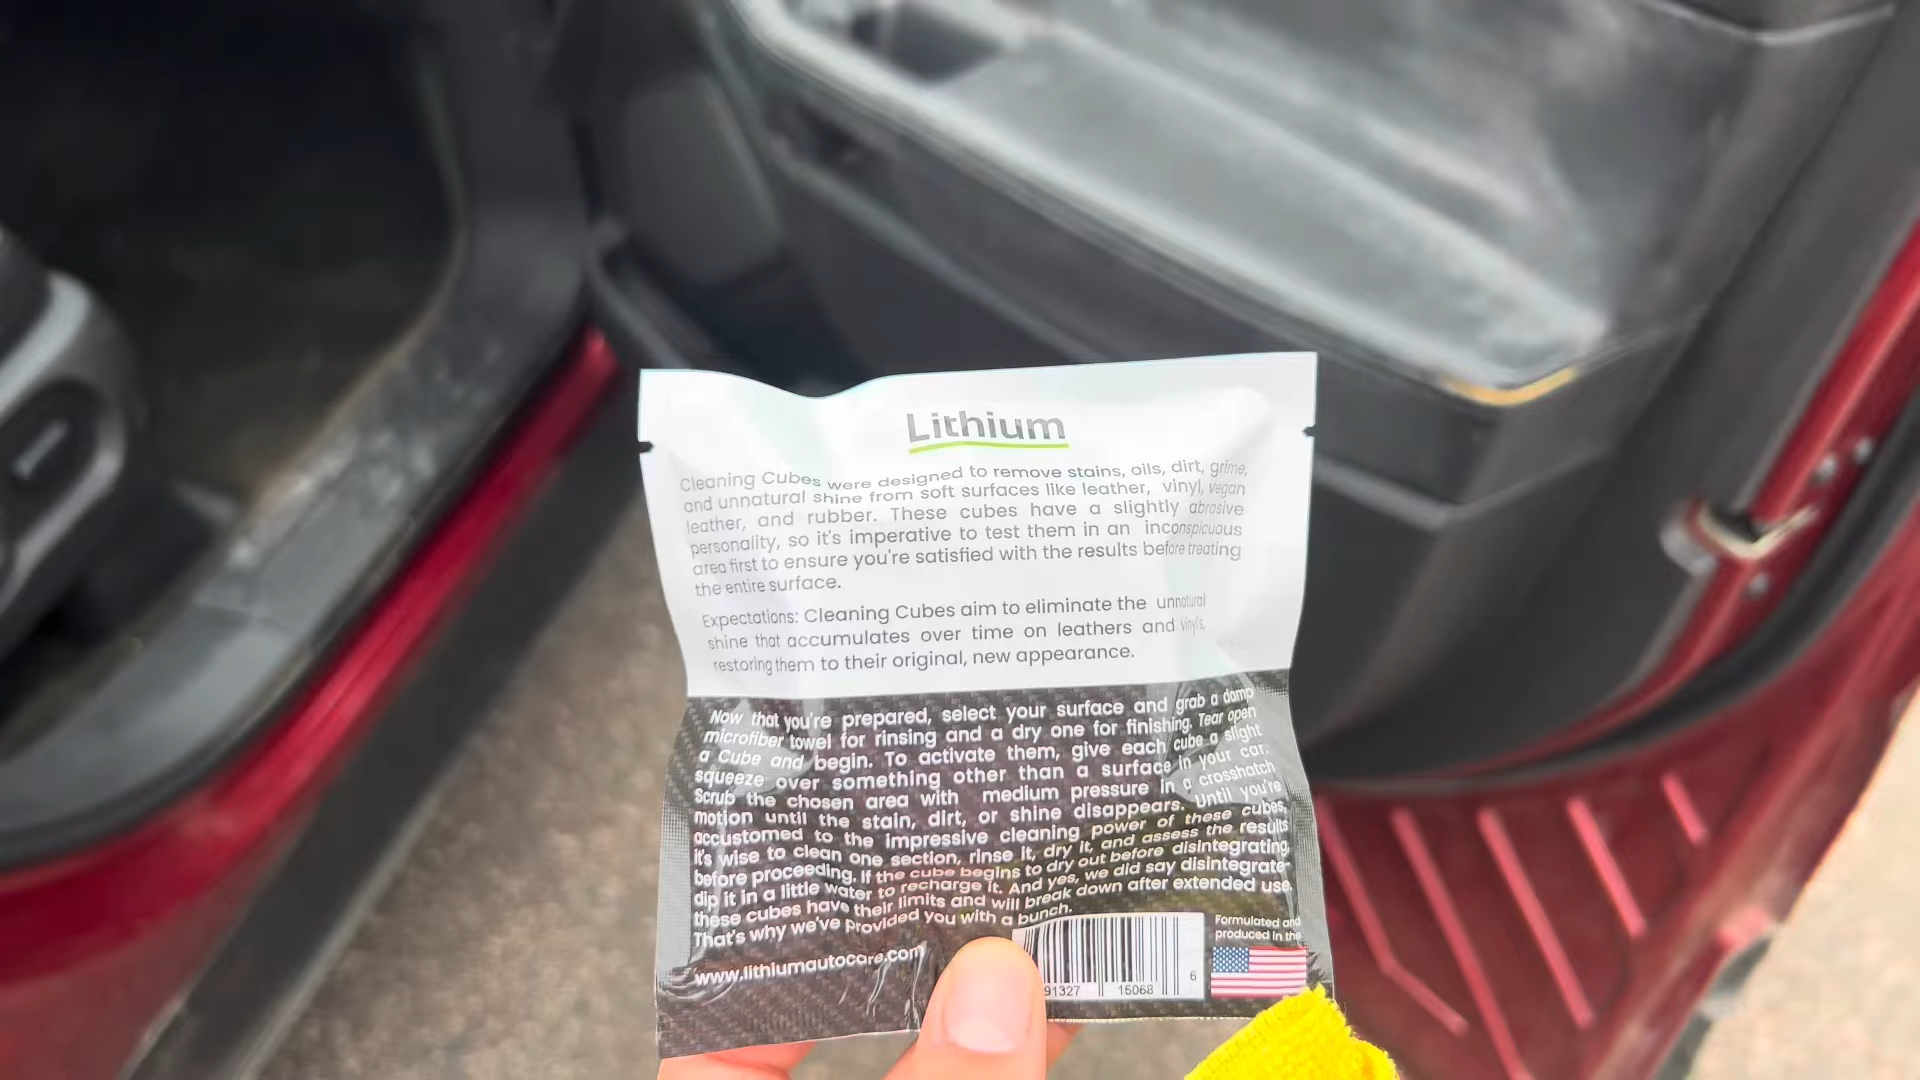 Lithium
Cleaning Cubes were designed to remove stains, oils, dirt, grime,
and unnatural shine from soft surfaces like leather, vinyl, vegan
leather, and rubber. These cubes have a slightly abrasive
personality, so it's imperative to test them in an inconspicuous
area first to ensure you're satisfied with the results before treating
the entire surface.
Expectations: Cleaning Cubes aim to eliminate the unnatural
shine that accumulates over time on leathers and vinyls,
restoring them to their original, new appearance.
Now that you're prepared, select your surface and grab a damp
microfiber towel for rinsing and a dry one for finishing. Tear open
a Cube and begin. To activate them, give each cube a slight
squeeze over something other than a surface in your car.
Scrub the chosen area with medium pressure in a crosshatch
motion until the stain, dirt, or shine disappears. Until you're
accustomed to the impressive cleaning power of these cubes,
it's wise to clean one section, rinse it, dry it, and assess the results
before proceeding. If the cube begins to dry out before disintegrating,
dip it in a little water to recharge it. And yes, we did say disintegrate-
these cubes have their limits and will break down after extended use.
That's why we've provided you with a bunch.
www.lithiumautocare.com
91327 15068 6
Formulated and
produced in the